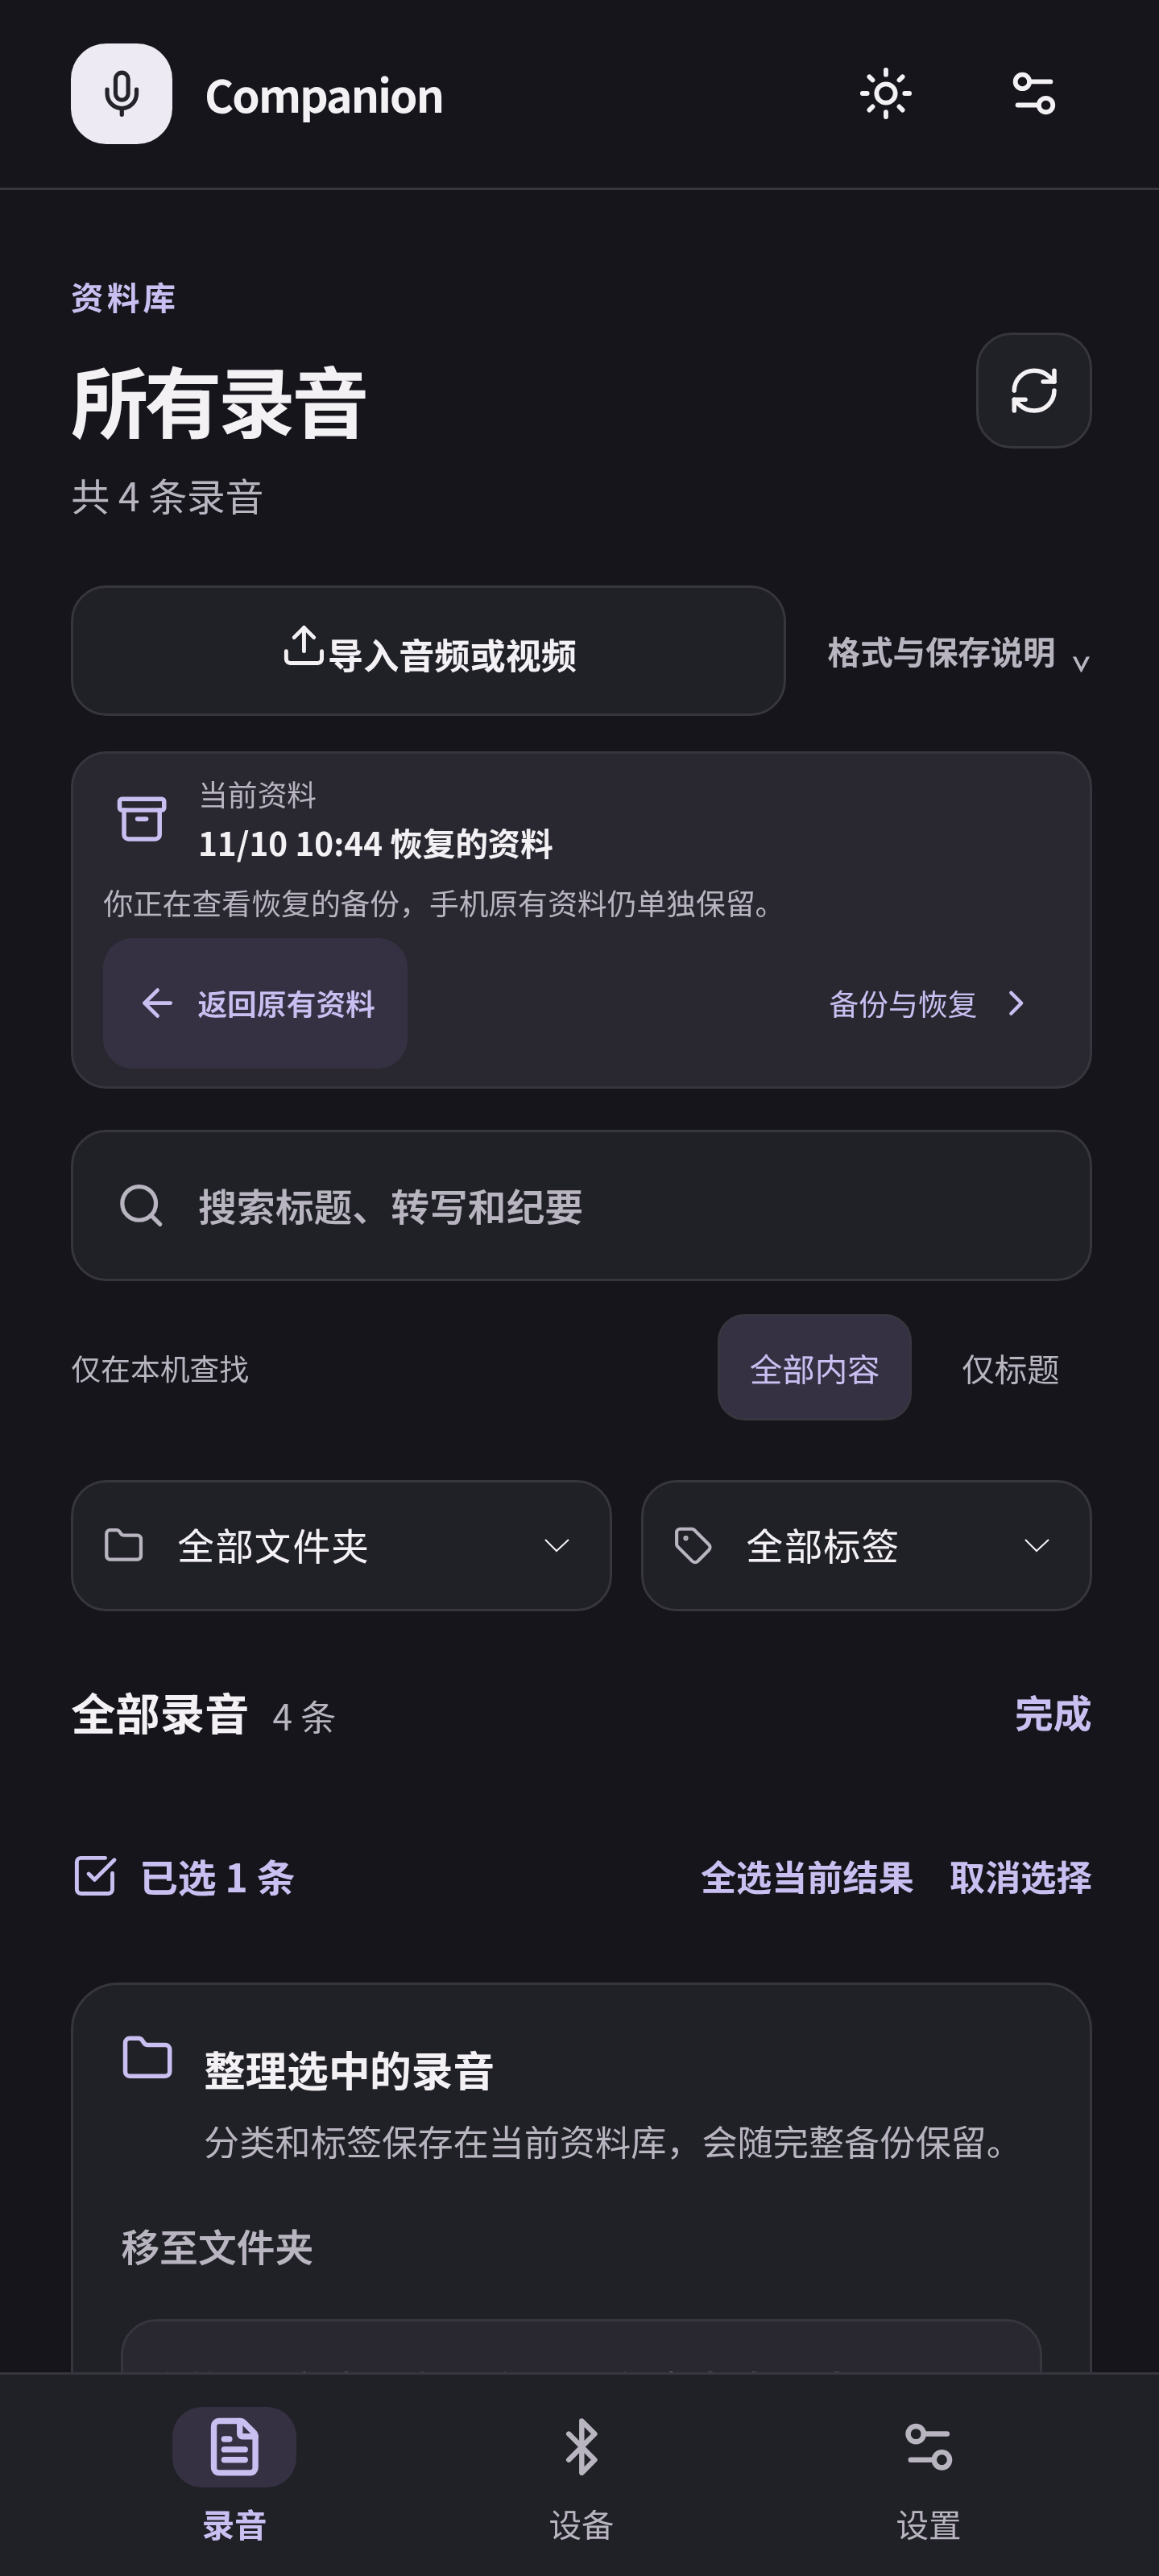 Companion
资料库
所有录音
共 4 条录音
导入音频或视频
格式与保存说明
当前资料
11/10 10:44 恢复的资料
你正在查看恢复的备份，手机原有资料仍单独保留。
返回原有资料
备份与恢复
搜索标题、转写和纪要
仅在本机查找
全部内容
仅标题
全部文件夹
全部标签
全部录音 4 条
完成
已选 1 条
全选当前结果
取消选择
整理选中的录音
分类和标签保存在当前资料库，会随完整备份保留。
移至文件夹
录音
设备
设置